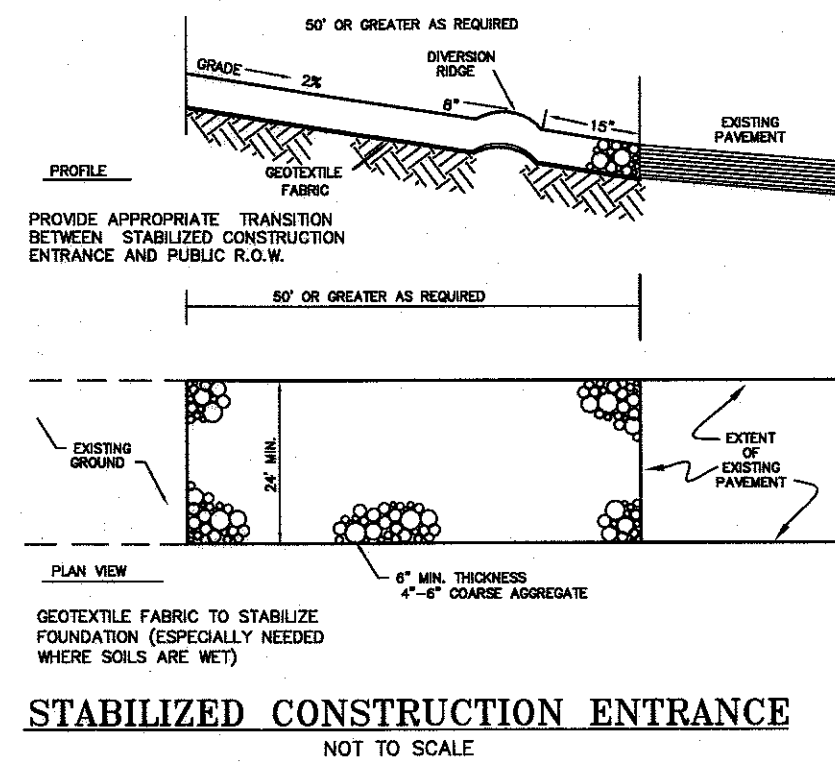 50' OR GREATER AS REQUIRED
DIVERSION
RIDGE
GRADE
2%
8"
15"
EXISTING
PAVEMENT
PROFILE
GEOTEXTILE
FABRIC
PROVIDE APPROPRIATE TRANSITION
BETWEEN STABILIZED CONSTRUCTION
ENTRANCE AND PUBLIC R.O.W.
50' OR GREATER AS REQUIRED
EXISTING
GROUND
24' MIN.
EXTENT
OF
EXISTING
PAVEMENT
PLAN VIEW
6" MIN. THICKNESS
4"-6" COARSE AGGREGATE
GEOTEXTILE FABRIC TO STABILIZE
FOUNDATION (ESPECIALLY NEEDED
WHERE SOILS ARE WET)
STABILIZED CONSTRUCTION ENTRANCE
NOT TO SCALE